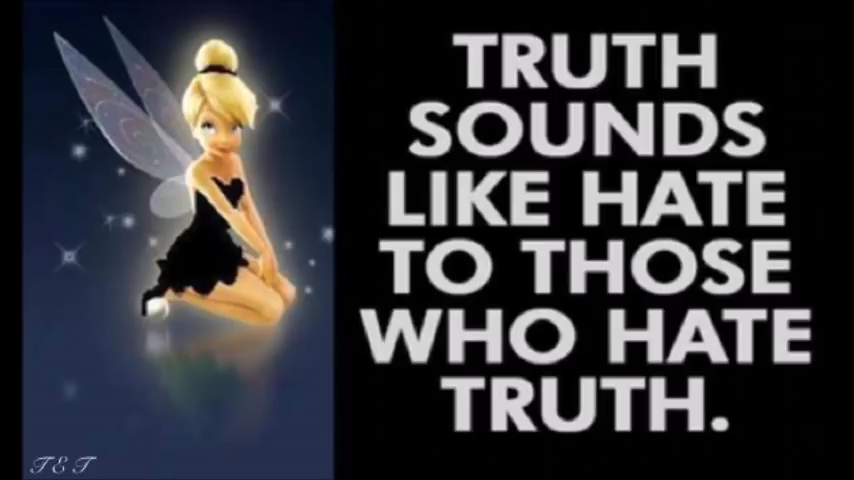 TRUTH
SOUNDS
LIKE HATE
TO THOSE
WHO HATE
TRUTH.
T&T